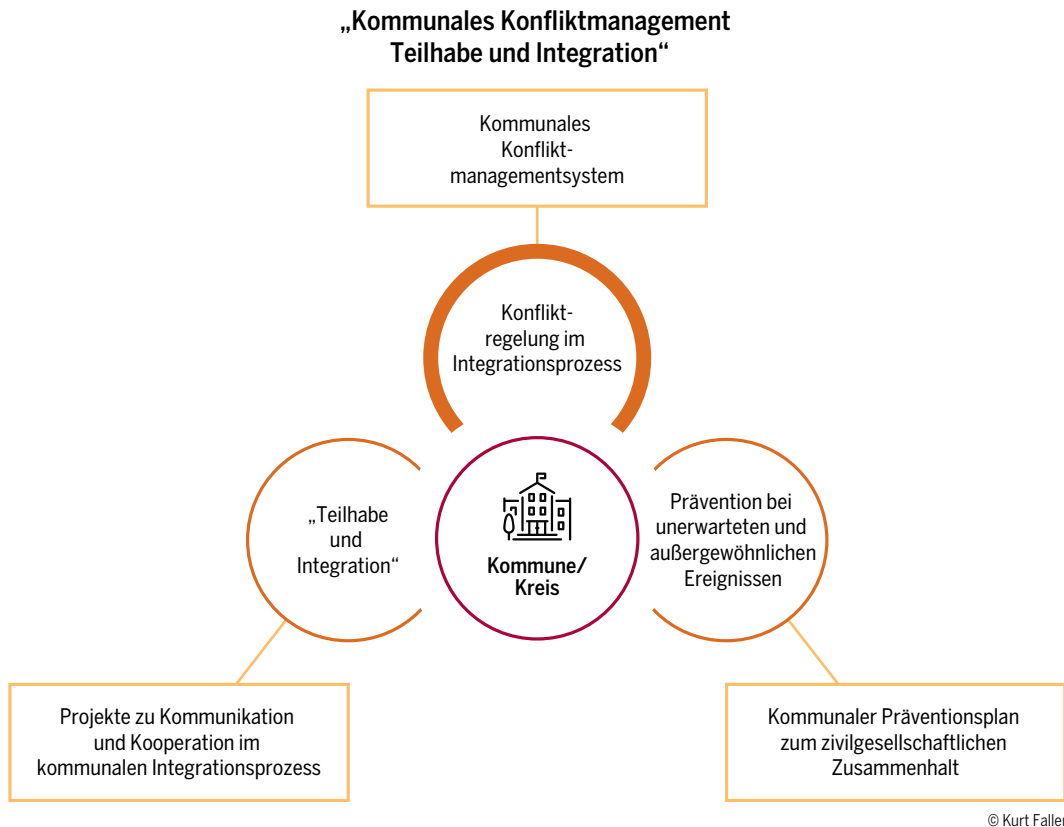 „Kommunales Konfliktmanagement
Teilhabe und Integration“
Kommunales
Konflikt-
managementsystem
Konflikt-
regelung im
Integrationsprozess
„Teilhabe
und
Integration“
Kommune/
Kreis
Prävention bei
unerwarteten und
außergewöhnlichen
Ereignissen
Projekte zu Kommunikation
und Kooperation im
kommunalen Integrationsprozess
Kommunaler Präventionsplan
zum zivilgesellschaftlichen
Zusammenhalt
© Kurt Faller